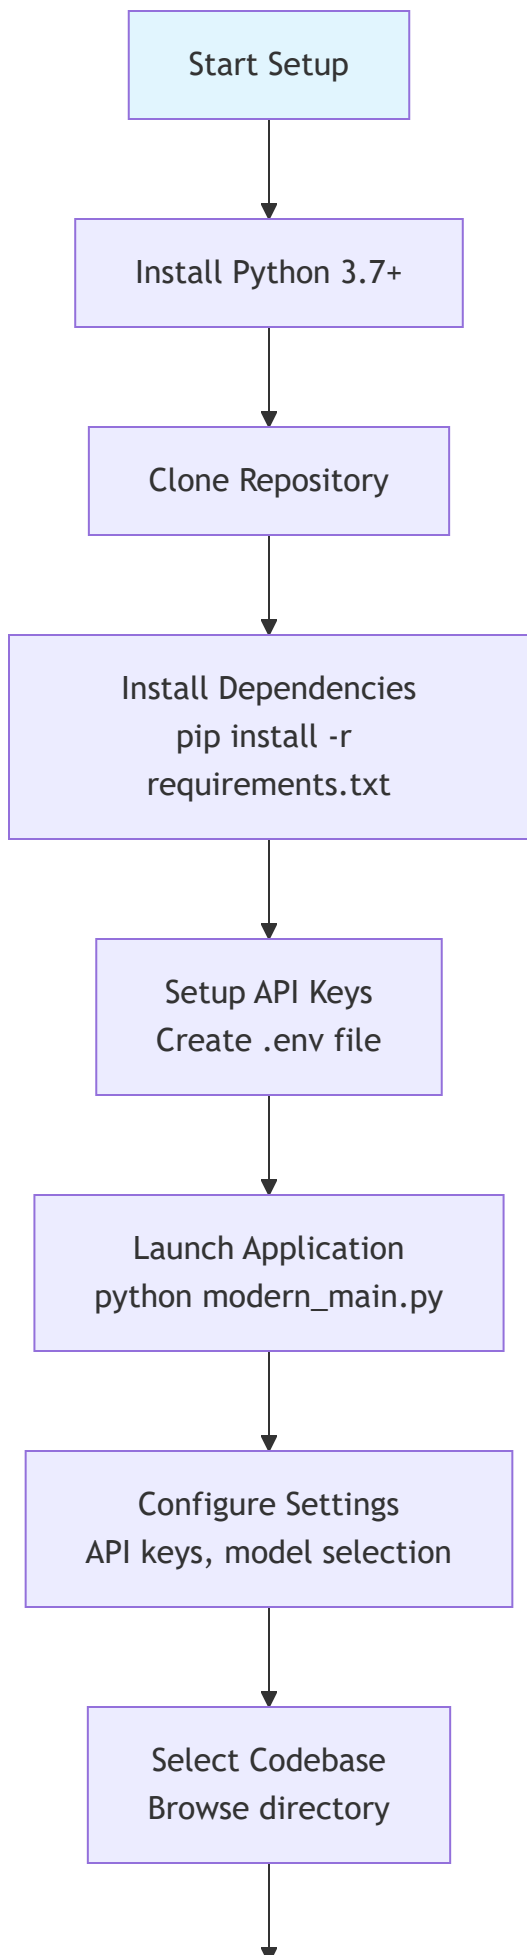 Start Setup
Install Python 3.7+
Clone Repository
Install Dependencies
pip install -r
requirements.txt
Setup API Keys
Create .env file
Launch Application
python modern_main.py
Configure Settings
API keys, model selection
Select Codebase
Browse directory